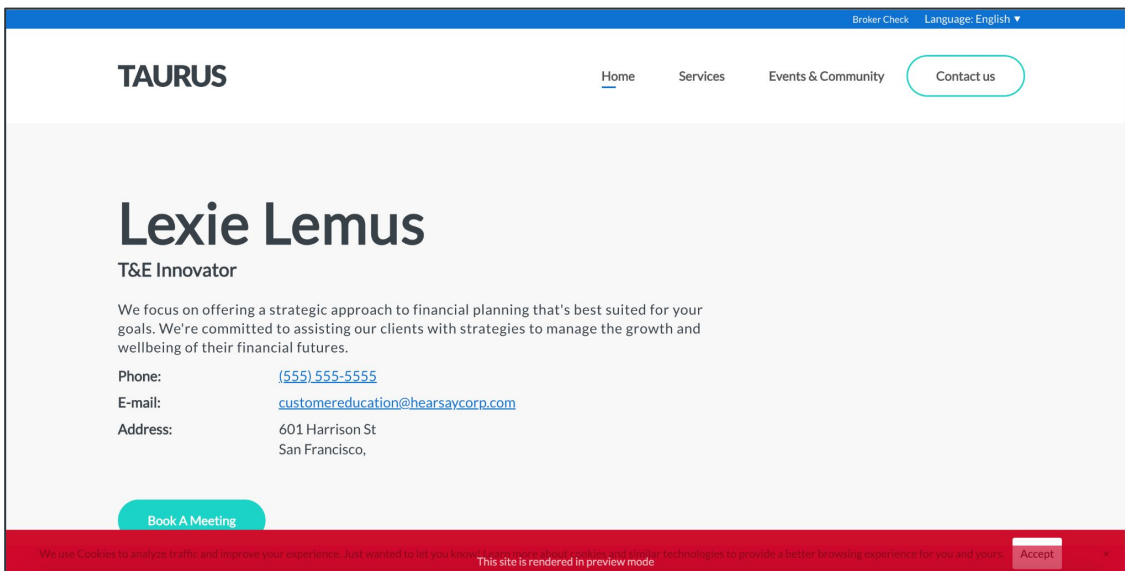 Broker Check Language: English ▼
TAURUS
Home Services Events & Community Contact us
Lexie Lemus
T&E Innovator
We focus on offering a strategic approach to financial planning that's best suited for your
goals. We're committed to assisting our clients with strategies to manage the growth and
wellbeing of their financial futures.
Phone: (555) 555-5555
E-mail: customereducation@hearsaycorp.com
Address: 601 Harrison St
San Francisco,
Book A Meeting
We use Cookies to analyze traffic and improve your experience. Just wanted to let you know! Learn more about cookies and similar technologies to provide a better browsing experience for you and yours. Accept ×
This site is rendered in preview mode